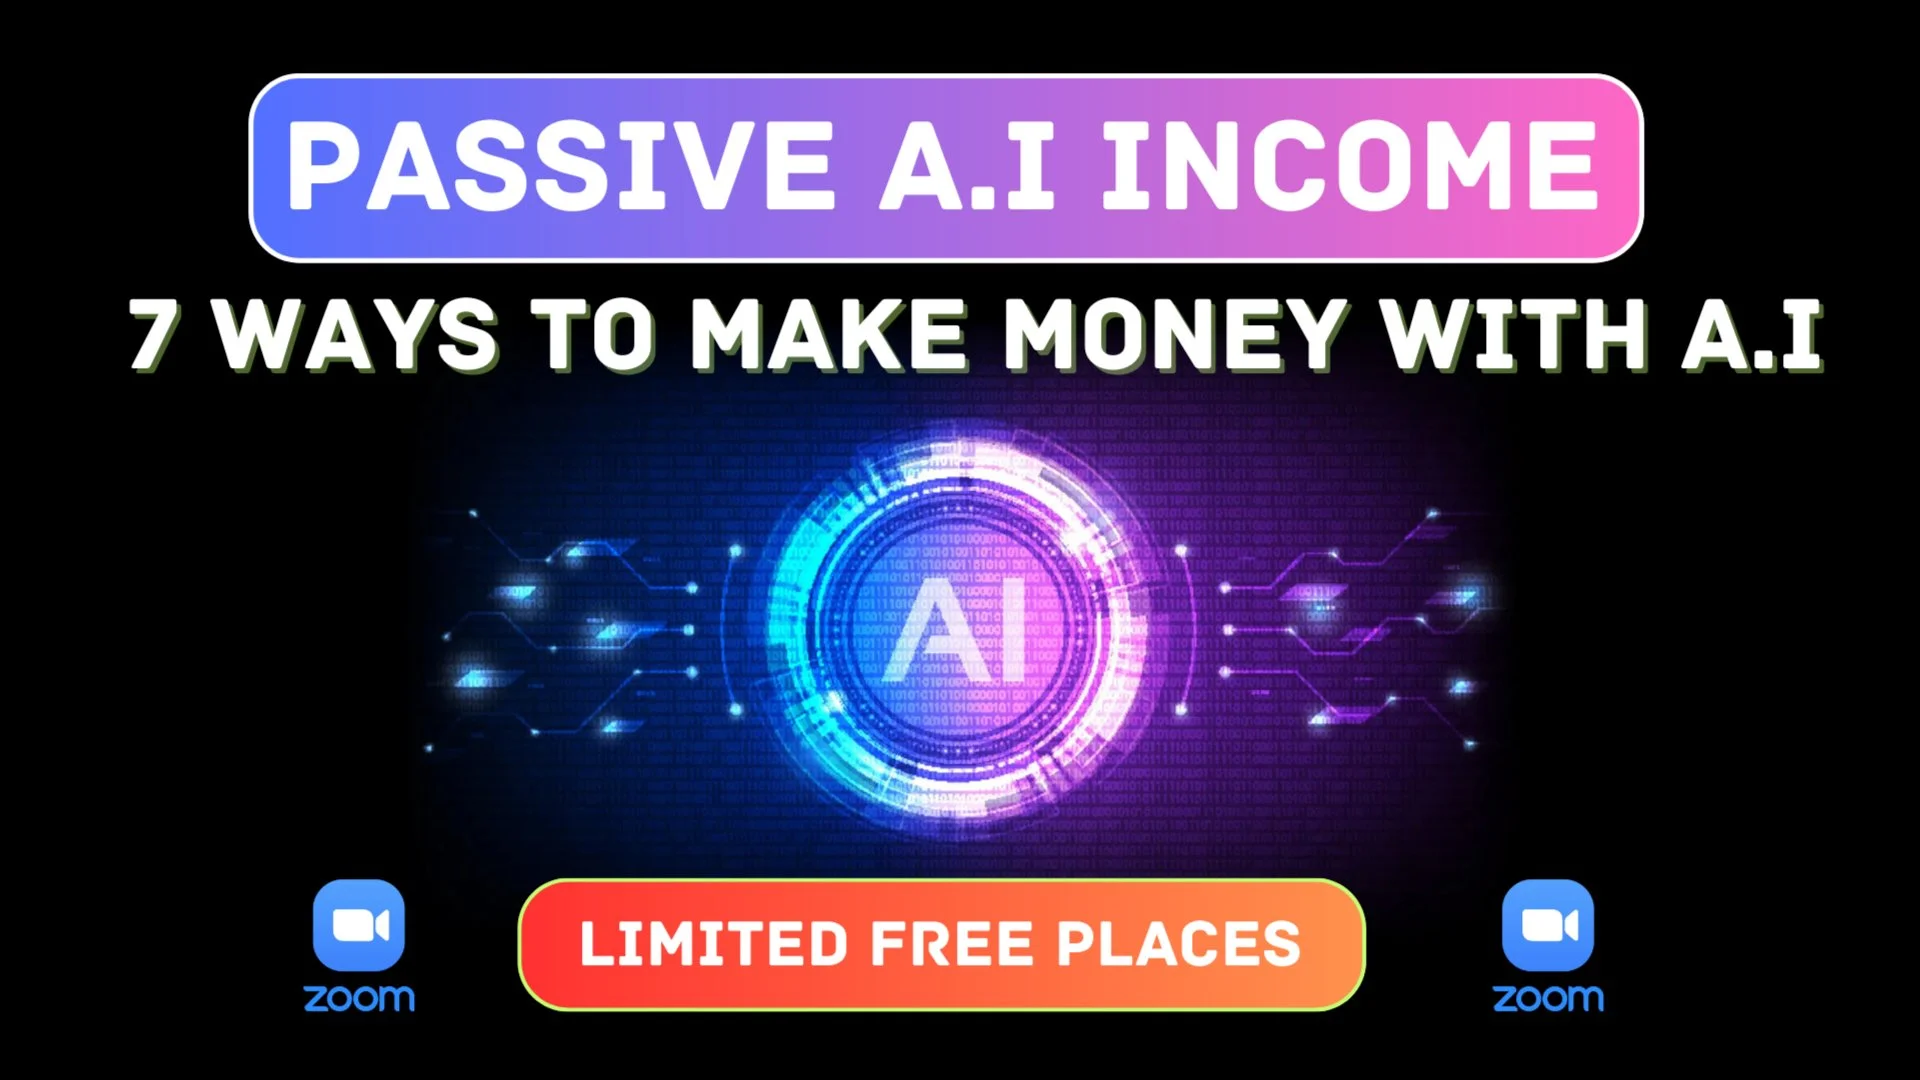 PASSIVE A.I INCOME
7 WAYS TO MAKE MONEY WITH A.I
AI
LIMITED FREE PLACES
zoom
zoom